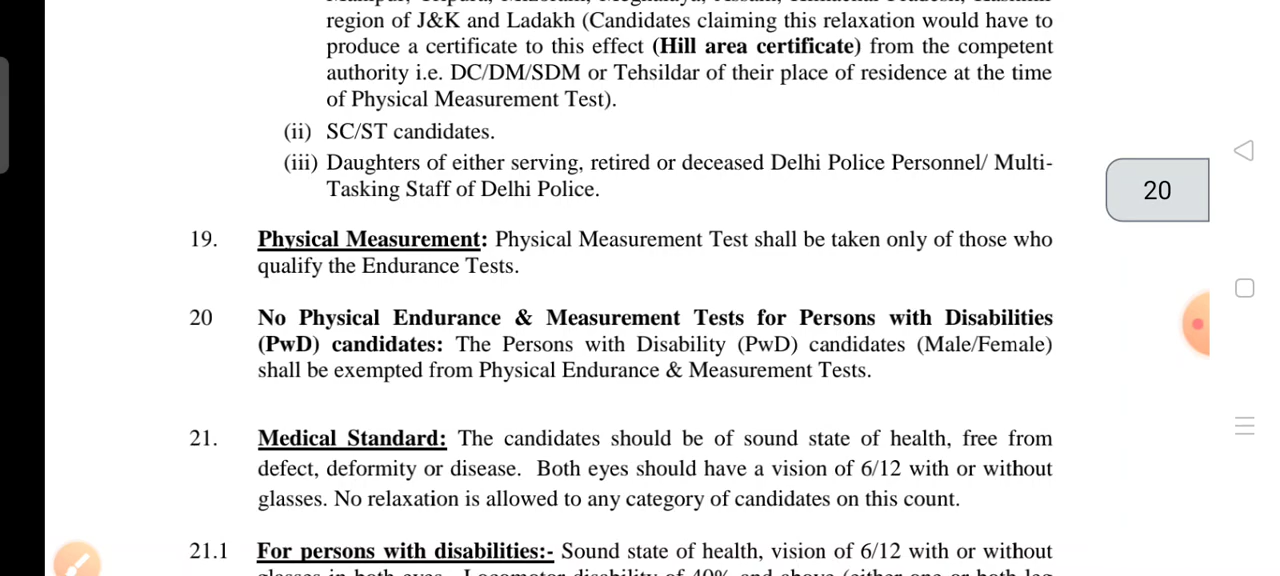 region of J&K and Ladakh (Candidates claiming this relaxation would have to
produce a certificate to this effect (Hill area certificate) from the competent
authority i.e. DC/DM/SDM or Tehsildar of their place of residence at the time
of Physical Measurement Test).
(ii) SC/ST candidates.
(iii) Daughters of either serving, retired or deceased Delhi Police Personnel/ Multi-
Tasking Staff of Delhi Police.
20
19. Physical Measurement: Physical Measurement Test shall be taken only of those who
qualify the Endurance Tests.
20 No Physical Endurance & Measurement Tests for Persons with Disabilities
(PwD) candidates: The Persons with Disability (PwD) candidates (Male/Female)
shall be exempted from Physical Endurance & Measurement Tests.
21. Medical Standard: The candidates should be of sound state of health, free from
defect, deformity or disease. Both eyes should have a vision of 6/12 with or without
glasses. No relaxation is allowed to any category of candidates on this count.
21.1 For persons with disabilities:- Sound state of health, vision of 6/12 with or without